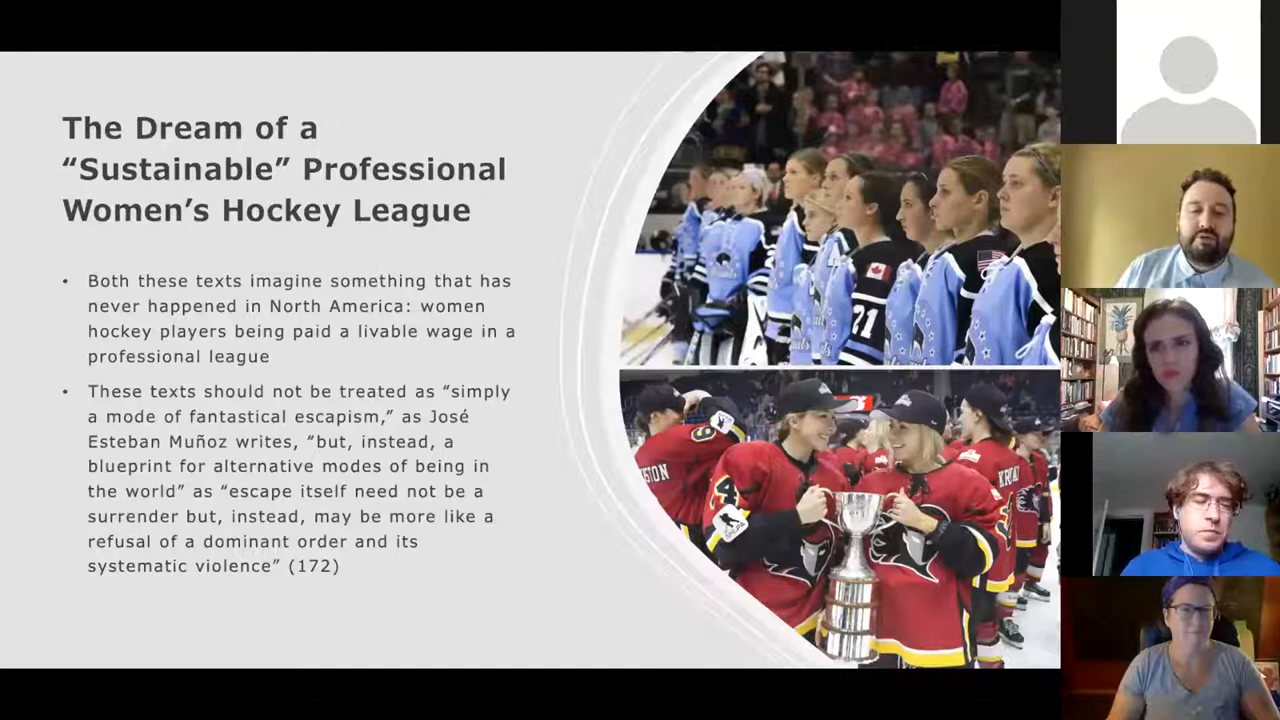 The Dream of a
“Sustainable” Professional
Women’s Hockey League
• Both these texts imagine something that has
never happened in North America: women
hockey players being paid a livable wage in a
professional league
• These texts should not be treated as “simply
a mode of fantastical escapism,” as José
Esteban Muñoz writes, “but, instead, a
blueprint for alternative modes of being in
the world” as “escape itself need not be a
surrender but, instead, may be more like a
refusal of a dominant order and its
systematic violence” (172)
21
4